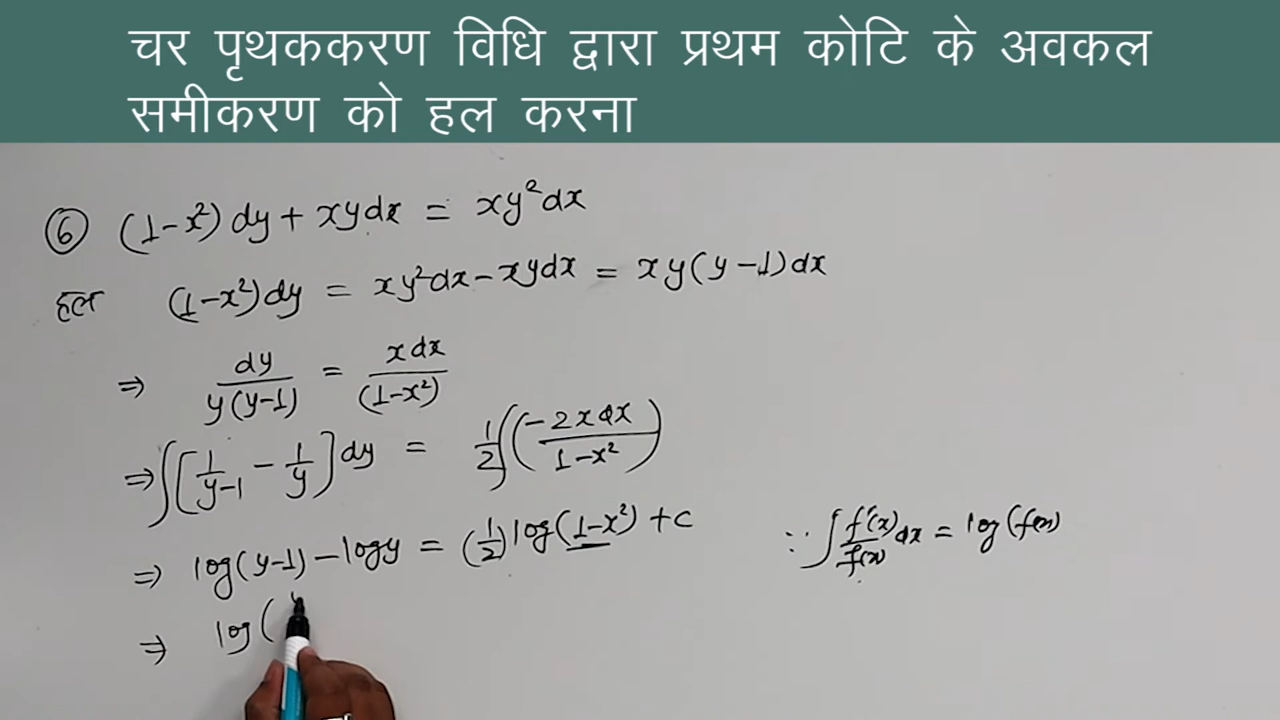 चर पृथककरण विधि द्वारा प्रथम कोटि के अवकल
समीकरण को हल करना
⑥ (1-x²) dy + xy dx = xy² dx
हल (1-x²) dy = xy² dx - xy dx = xy(y-1) dx
⇒ dy/y(y-1) = x dx/(1-x²)
⇒ ∫[1/y-1 - 1/y] dy = 1/2 ∫(-2x dx/1-x²)
⇒ log(y-1) - log y = (1/2) log(1-x²) + c ∵ ∫ f'(x)/f(x) dx = log(f(x))
⇒ log(